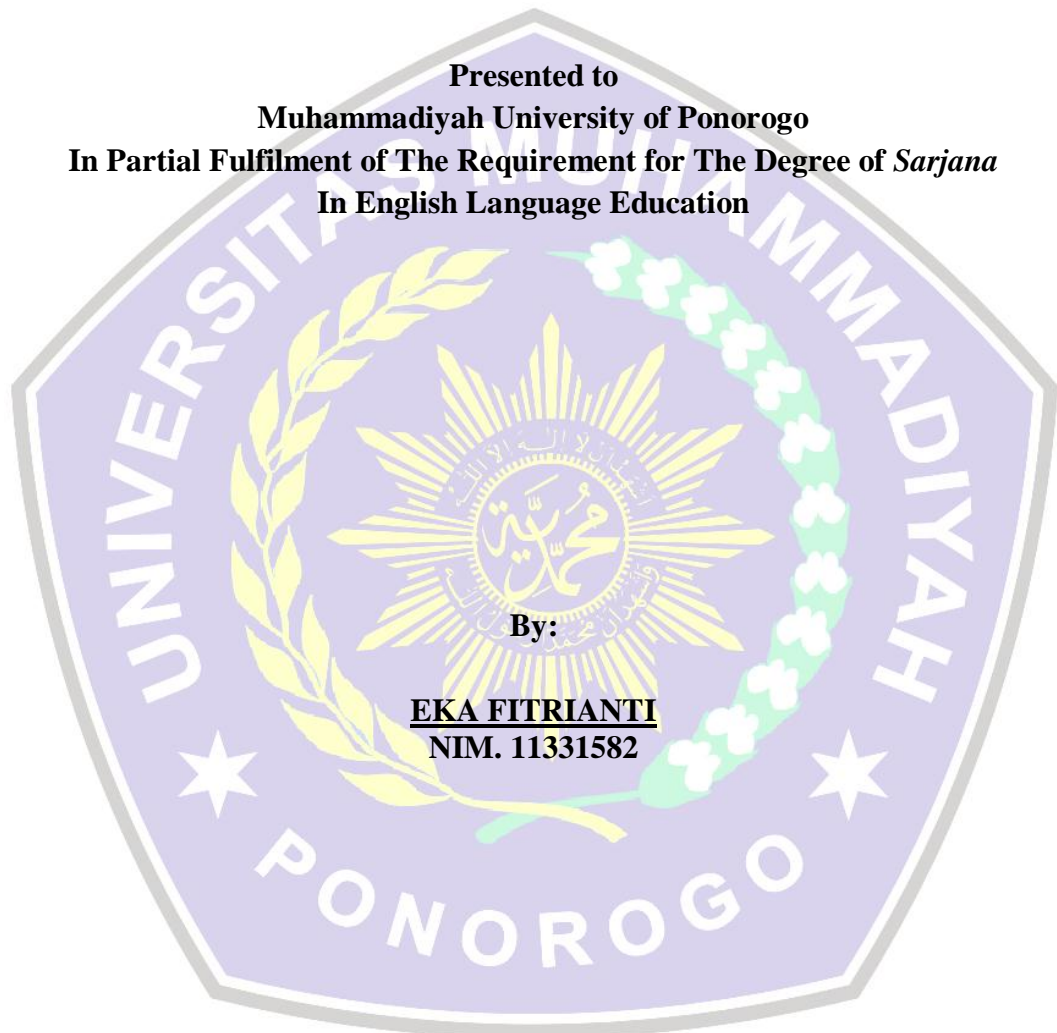 Presented to
Muhammadiyah University of Ponorogo
In Partial Fulfilment of The Requirement for The Degree of Sarjana
In English Language Education
UNIVERSITAS MUHAMMADIYAH
محمدية
By:
EKA FITRIANTI
NIM. 11331582
PONOROGO